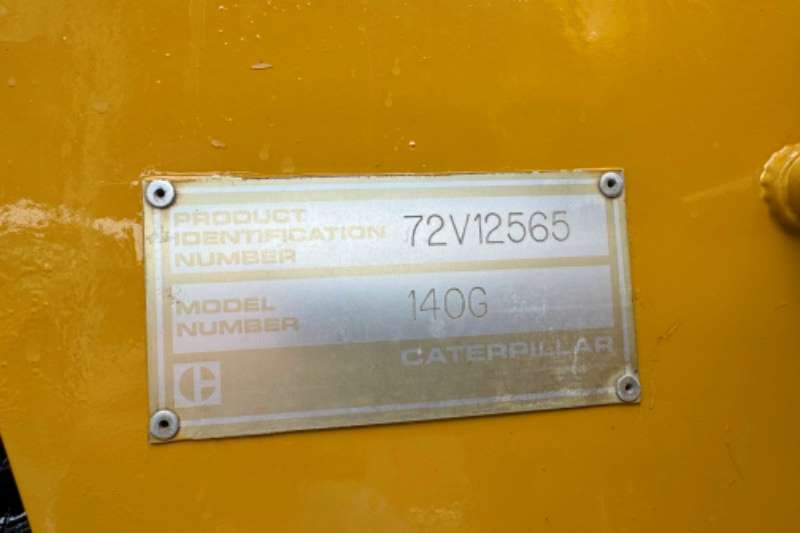 PRODUCT
IDENTIFICATION
NUMBER
72V12565
MODEL
NUMBER
140G
CATERPILLAR
C